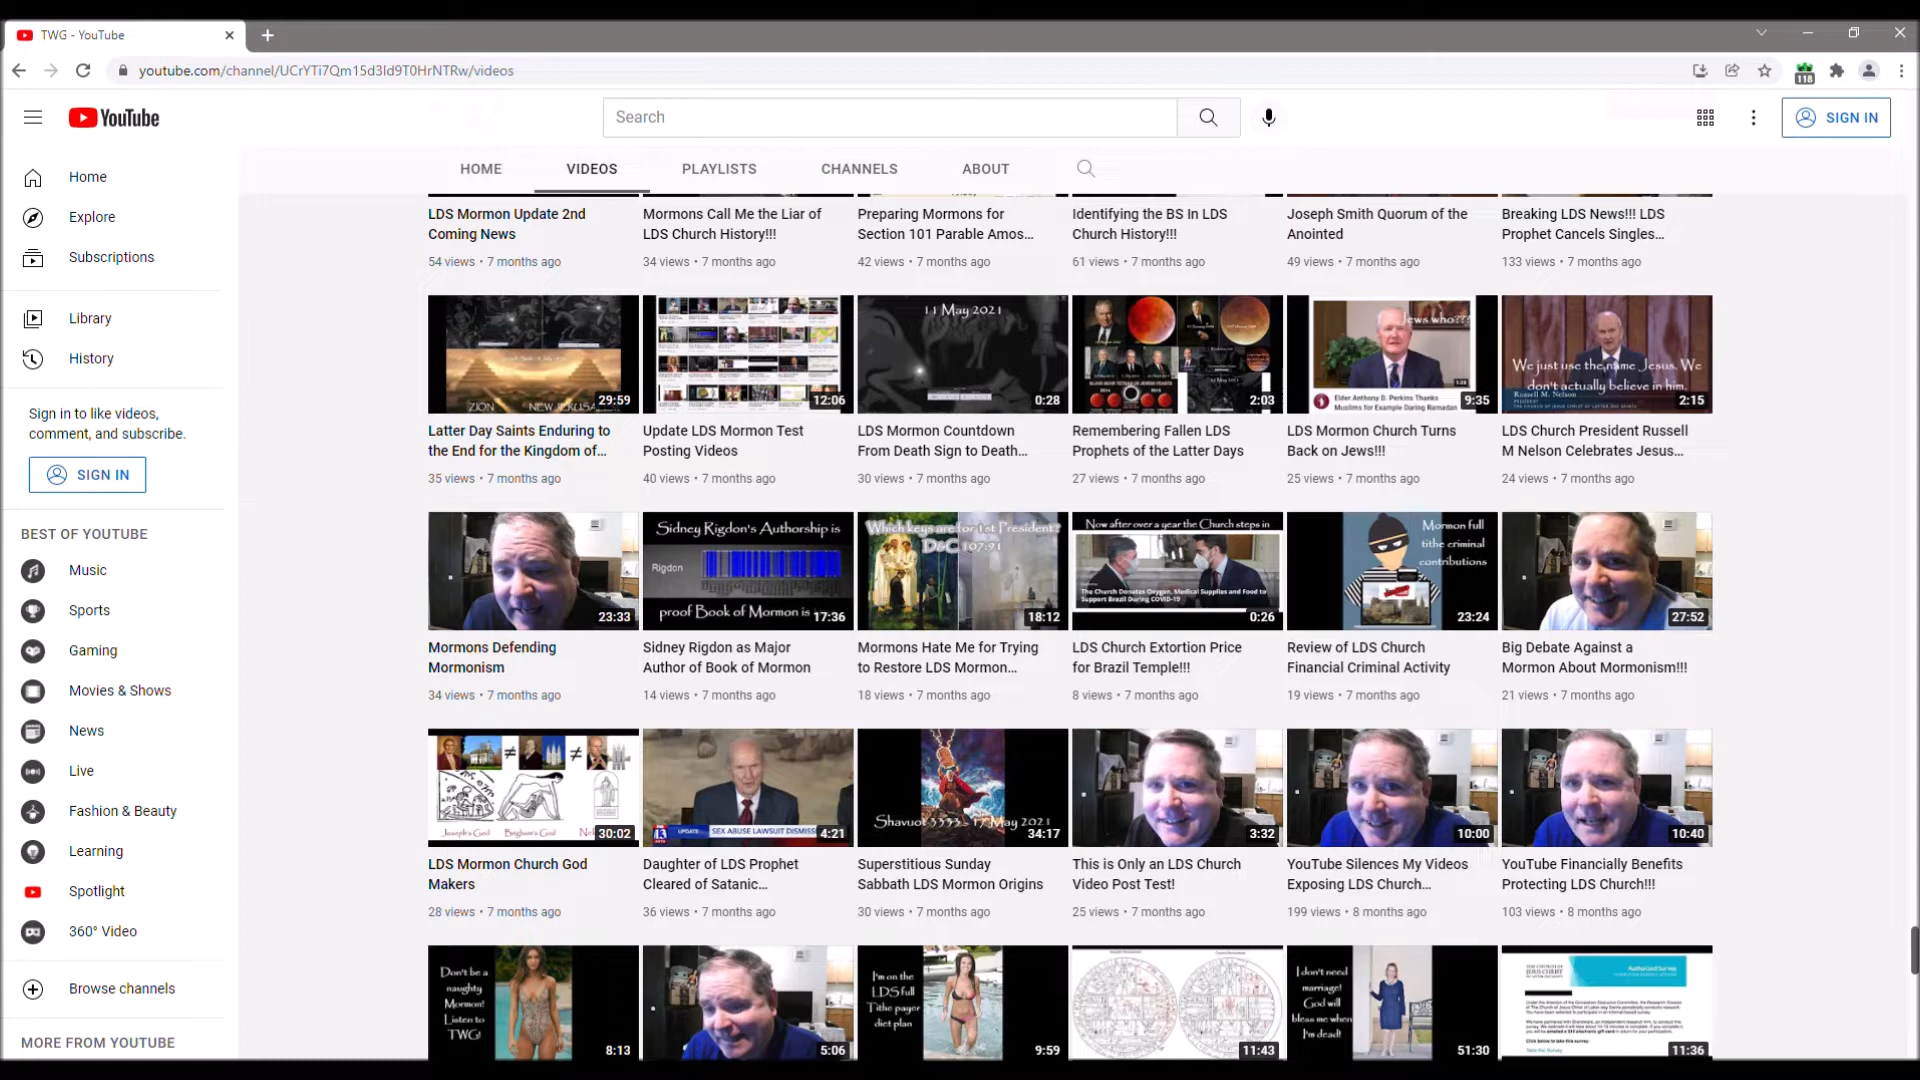 TWG - YouTube
youtube.com/channel/UCrYTi7Qm15d3Id9T0HrNTRw/videos
118
YouTube
Search
SIGN IN
HOME
VIDEOS
PLAYLISTS
CHANNELS
ABOUT
Home
Explore
Subscriptions
Library
History
Sign in to like videos,
comment, and subscribe.
SIGN IN
BEST OF YOUTUBE
Music
Sports
Gaming
Movies & Shows
News
Live
Fashion & Beauty
Learning
Spotlight
360° Video
Browse channels
MORE FROM YOUTUBE
LDS Mormon Update 2nd
Coming News
54 views • 7 months ago
Mormons Call Me the Liar of
LDS Church History!!!
34 views • 7 months ago
Preparing Mormons for
Section 101 Parable Amos...
42 views • 7 months ago
Identifying the BS In LDS
Church History!!!
61 views • 7 months ago
Joseph Smith Quorum of the
Anointed
49 views • 7 months ago
Breaking LDS News!!! LDS
Prophet Cancels Singles...
133 views • 7 months ago
ZION
NEW JERUSA
29:59
Latter Day Saints Enduring to
the End for the Kingdom of...
35 views • 7 months ago
12:06
Update LDS Mormon Test
Posting Videos
40 views • 7 months ago
11 May 2021
0:28
LDS Mormon Countdown
From Death Sign to Death...
30 views • 7 months ago
2:03
Remembering Fallen LDS
Prophets of the Latter Days
27 views • 7 months ago
Jews who???
Elder Anthony D. Perkins Thanks
Muslims for Example During Ramadan
9:35
LDS Mormon Church Turns
Back on Jews!!!
25 views • 7 months ago
We just use the name Jesus. We
don't actually believe in him.
Russell M. Nelson
2:15
LDS Church President Russell
M Nelson Celebrates Jesus...
24 views • 7 months ago
23:33
Mormons Defending
Mormonism
34 views • 7 months ago
Sidney Rigdon's Authorship is
Rigdon
proof Book of Mormon is
17:36
Sidney Rigdon as Major
Author of Book of Mormon
14 views • 7 months ago
Which keys are for 1st President?
D&C 107:91
18:12
Mormons Hate Me for Trying
to Restore LDS Mormon...
18 views • 7 months ago
Now after over a year the Church steps in
The Church Donates Oxygen, Medical Supplies and Food to
Support Brazil During COVID-19
0:26
LDS Church Extortion Price
for Brazil Temple!!!
8 views • 7 months ago
Mormon full
tithe criminal
contributions
23:24
Review of LDS Church
Financial Criminal Activity
19 views • 7 months ago
27:52
Big Debate Against a
Mormon About Mormonism!!!
21 views • 7 months ago
≠
≠
Joseph's God
Brigham's God
30:02
LDS Mormon Church God
Makers
28 views • 7 months ago
13
UPDATE
SEX ABUSE LAWSUIT DISMISS
4:21
Daughter of LDS Prophet
Cleared of Satanic...
36 views • 7 months ago
Shavuot 3333 - 17 May 2021
34:17
Superstitious Sunday
Sabbath LDS Mormon Origins
30 views • 7 months ago
3:32
This is Only an LDS Church
Video Post Test!
25 views • 7 months ago
10:00
YouTube Silences My Videos
Exposing LDS Church...
199 views • 8 months ago
10:40
YouTube Financially Benefits
Protecting LDS Church!!!
103 views • 8 months ago
Don't be a
naughty
Mormon!
Listen to
TWG!
8:13
5:06
I'm on the
LDS full
Tithe payer
diet plan
9:59
11:43
I don't need
marriage!
God will
bless me when
I'm dead!
51:30
Authorized Survey
11:36